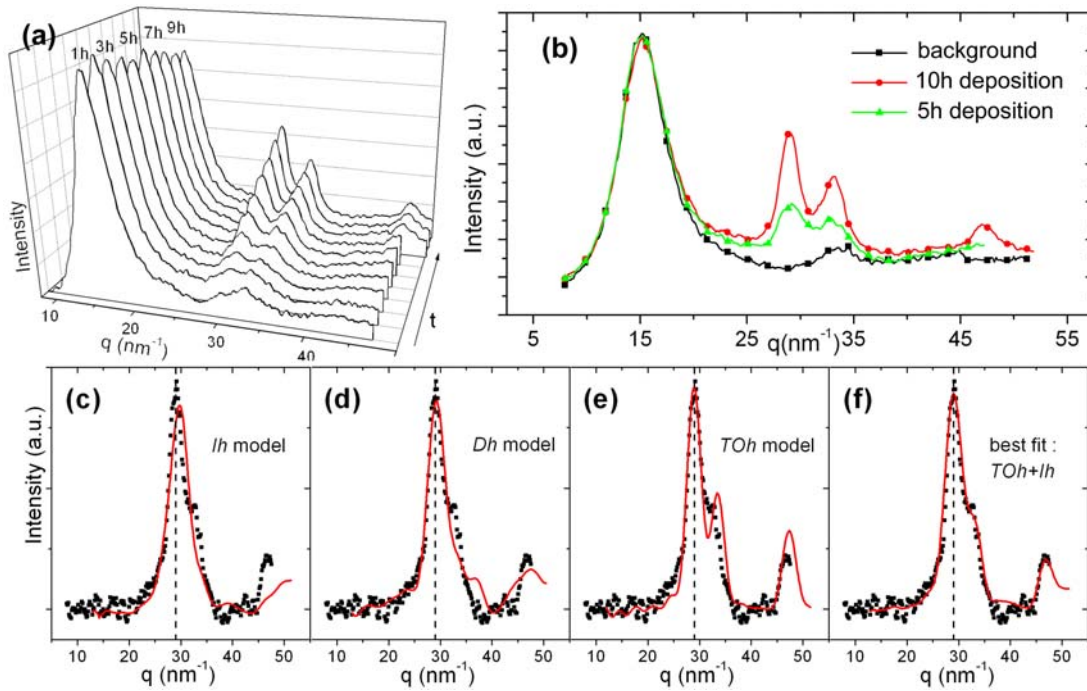 (a)
1h 3h 5h 7h 9h
Intensity
10 20 30 40
q (nm⁻¹)
t
(b)
background
10h deposition
5h deposition
Intensity (a.u.)
5 15 25 35 45 55
q(nm⁻¹)
(c)
Ih model
Intensity (a.u.)
10 20 30 40 50
q (nm⁻¹)
(d)
Dh model
10 20 30 40 50
q (nm⁻¹)
(e)
TOh model
10 20 30 40 50
q (nm⁻¹)
(f)
best fit :
TOh+Ih
10 20 30 40 50
q (nm⁻¹)